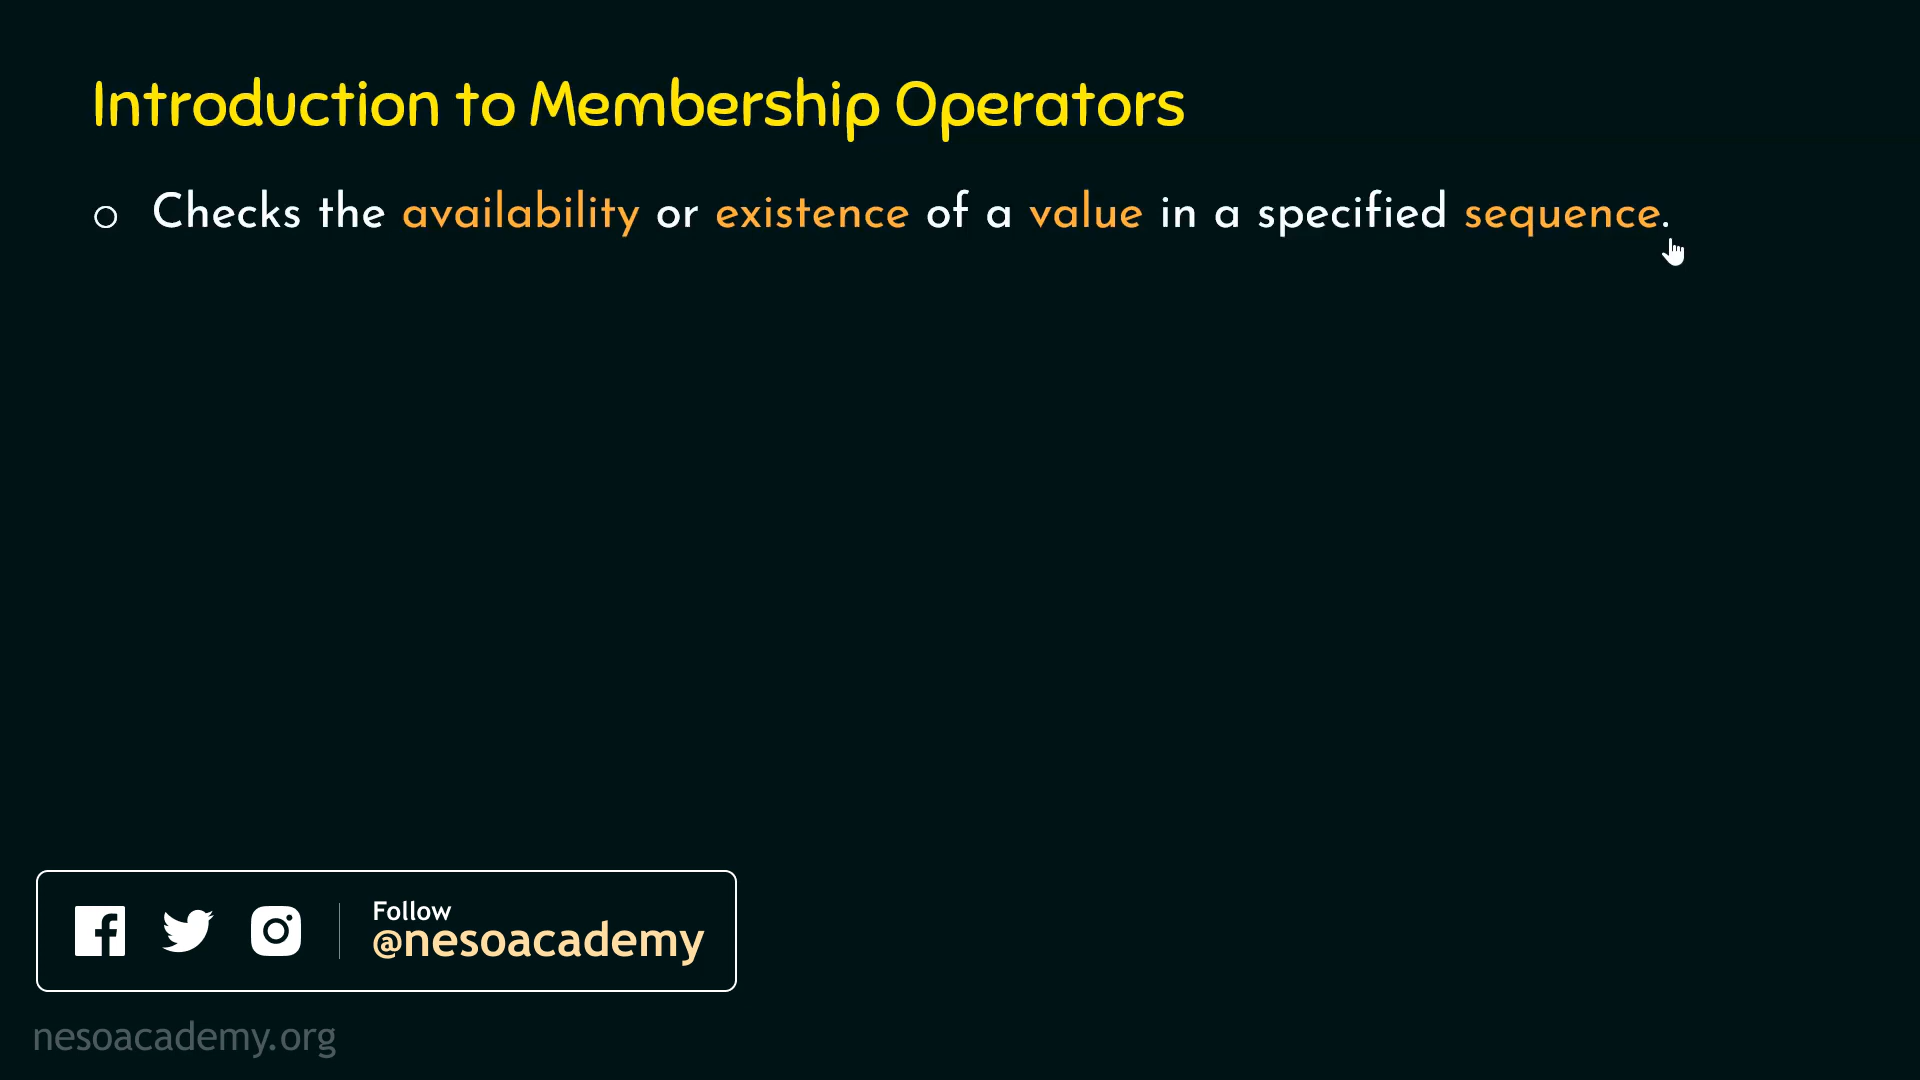 Introduction to Membership Operators
○ Checks the availability or existence of a value in a specified sequence.
Follow
@nesoacademy
nesoacademy.org